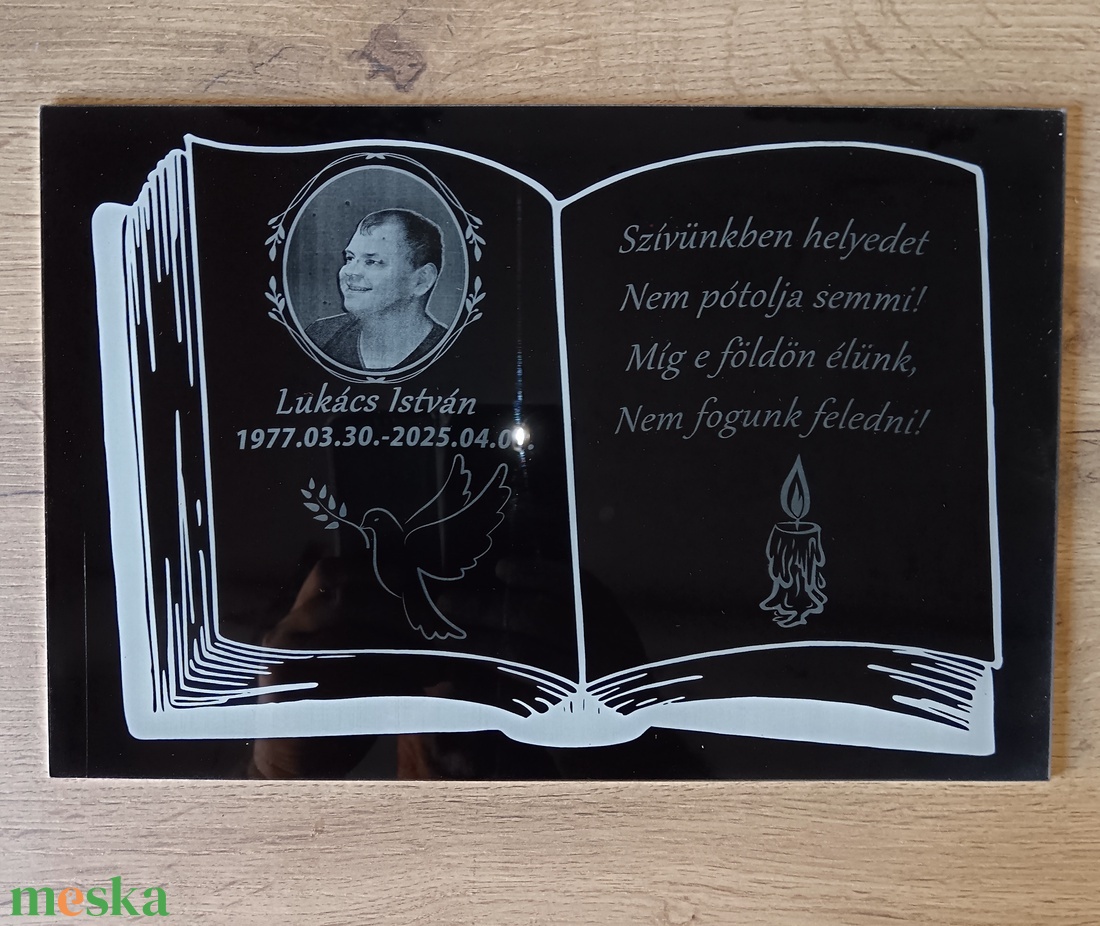 Lukács István
1977.03.30.-2025.04.
Szívünkben helyedet
Nem pótolja semmi!
Míg e földön élünk,
Nem fogunk feledni!
meska